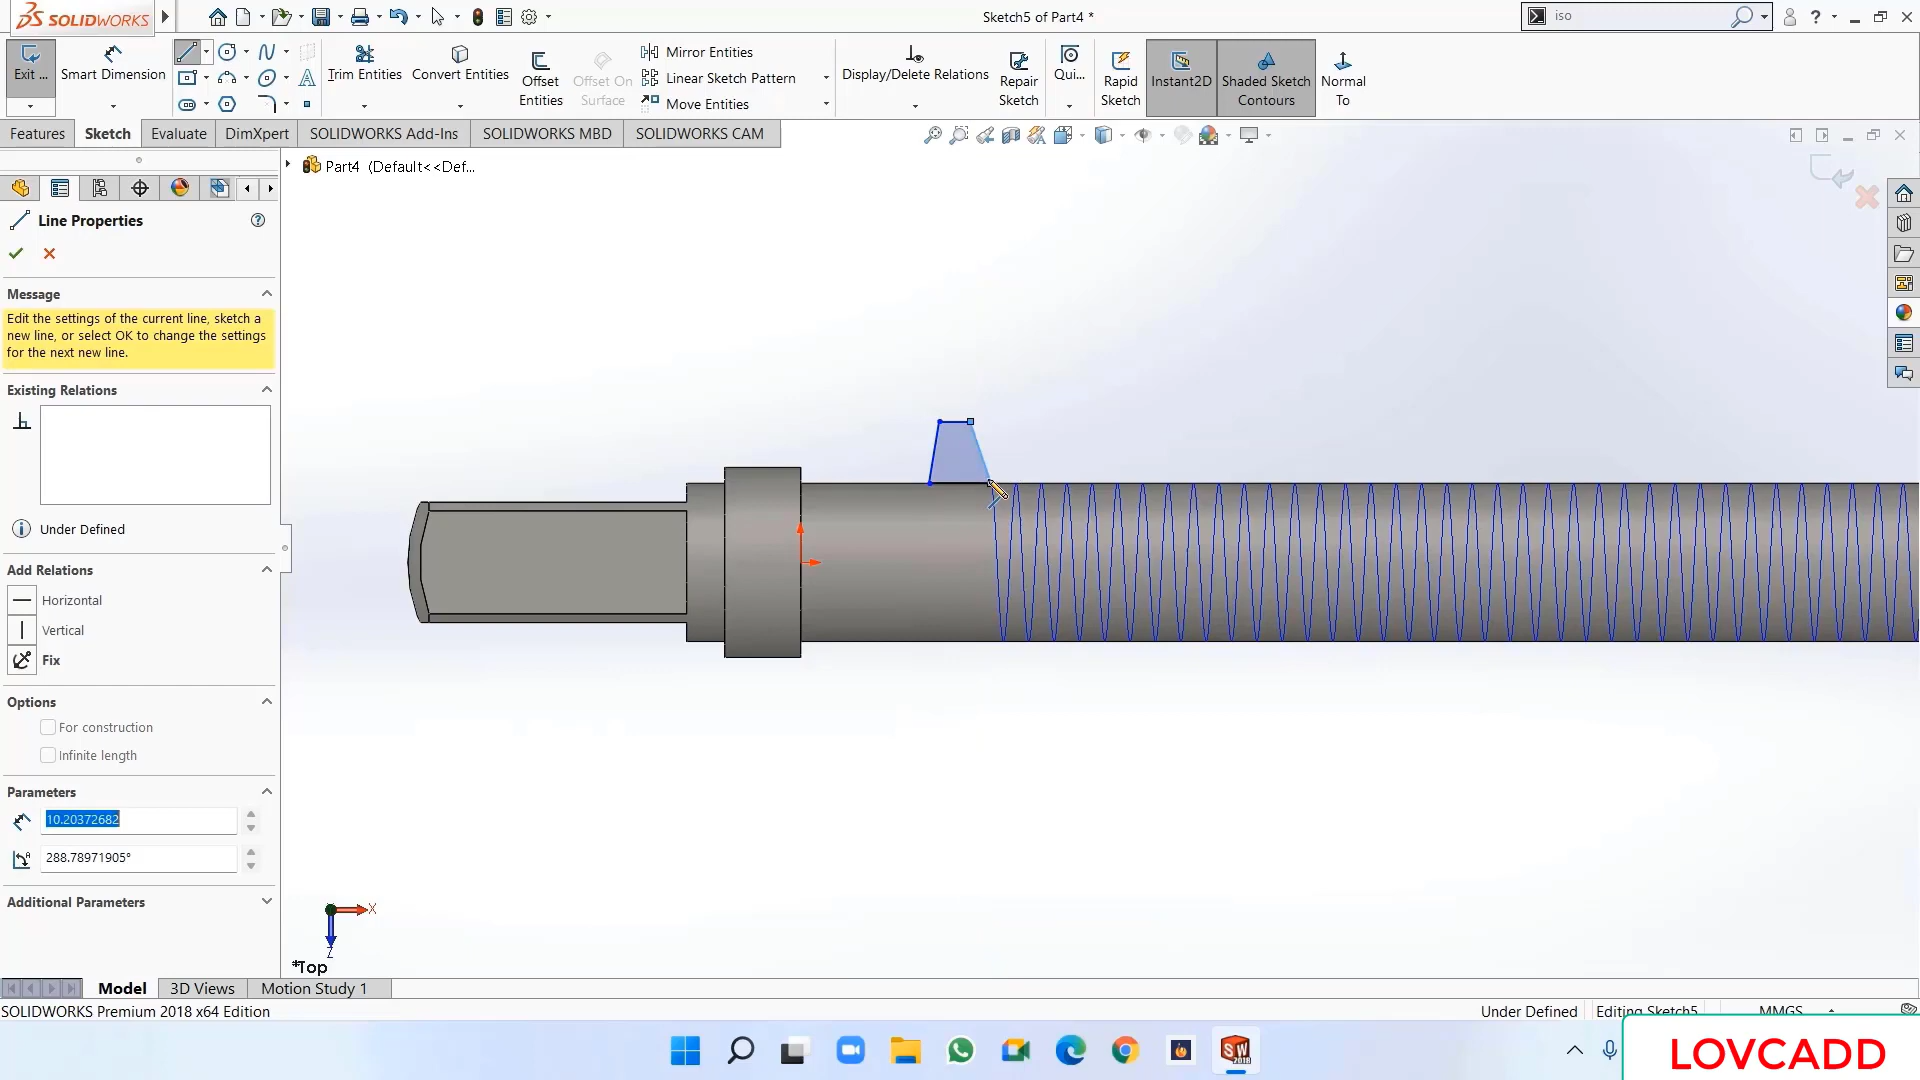 SOLIDWORKS
Sketch5 of Part4 *
iso
Exit ...
Smart Dimension
Trim Entities
Convert Entities
Offset Entities
Offset On Surface
Mirror Entities
Linear Sketch Pattern
Move Entities
Display/Delete Relations
Repair Sketch
Qui...
Rapid Sketch
Instant2D
Shaded Sketch Contours
Normal To
Features
Sketch
Evaluate
DimXpert
SOLIDWORKS Add-Ins
SOLIDWORKS MBD
SOLIDWORKS CAM
Part4 (Default<<Def...
Line Properties
Message
Edit the settings of the current line, sketch a
new line, or select OK to change the settings
for the next new line.
Existing Relations
Under Defined
Add Relations
Horizontal
Vertical
Fix
Options
For construction
Infinite length
Parameters
10.20372682
288.78971905°
Additional Parameters
X
Z
*Top
Model
3D Views
Motion Study 1
SOLIDWORKS Premium 2018 x64 Edition
Under Defined
Editing Sketch5
MMGS
SW
2018
LOVCADD